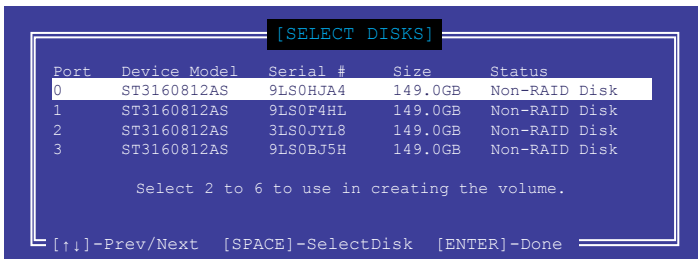 [SELECT DISKS]
Port Device Model Serial # Size Status
0 ST3160812AS 9LS0HJA4 149.0GB Non-RAID Disk
1 ST3160812AS 9LS0F4HL 149.0GB Non-RAID Disk
2 ST3160812AS 3LS0JYL8 149.0GB Non-RAID Disk
3 ST3160812AS 9LS0BJ5H 149.0GB Non-RAID Disk
Select 2 to 6 to use in creating the volume.
[↑↓]-Prev/Next [SPACE]-SelectDisk [ENTER]-Done